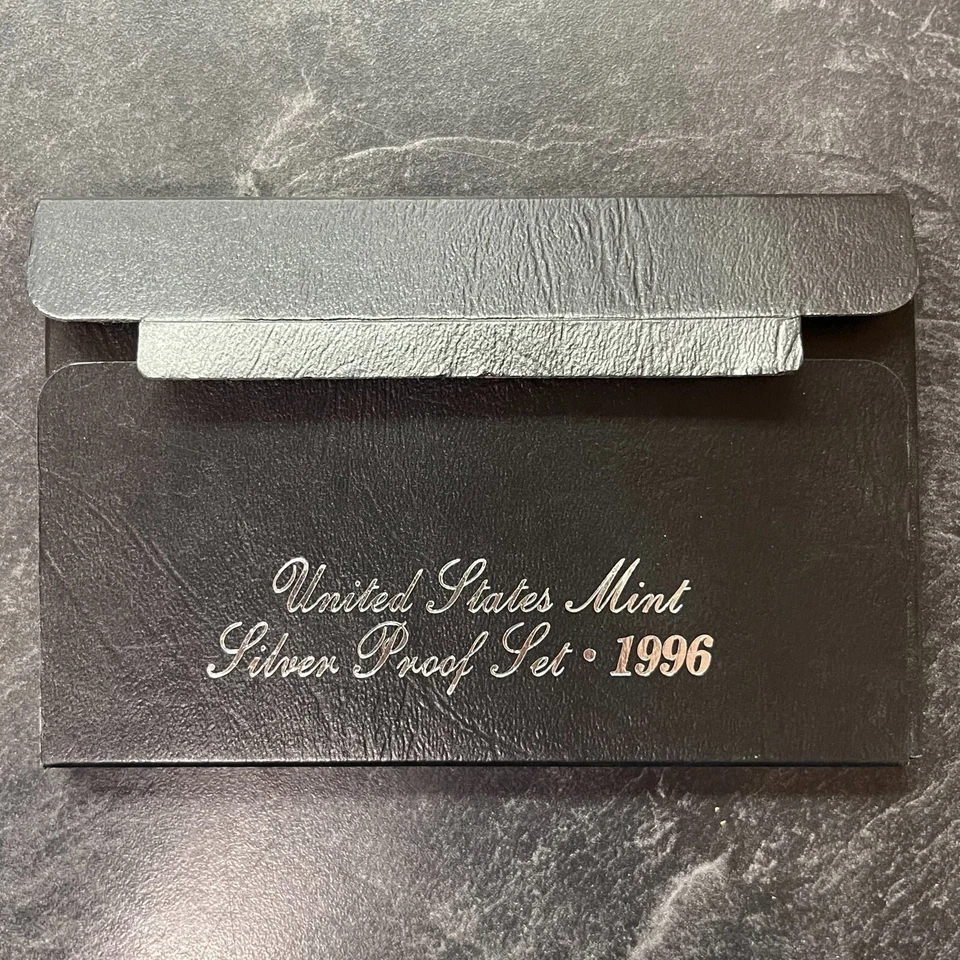 United States Mint
Silver Proof Set • 1996